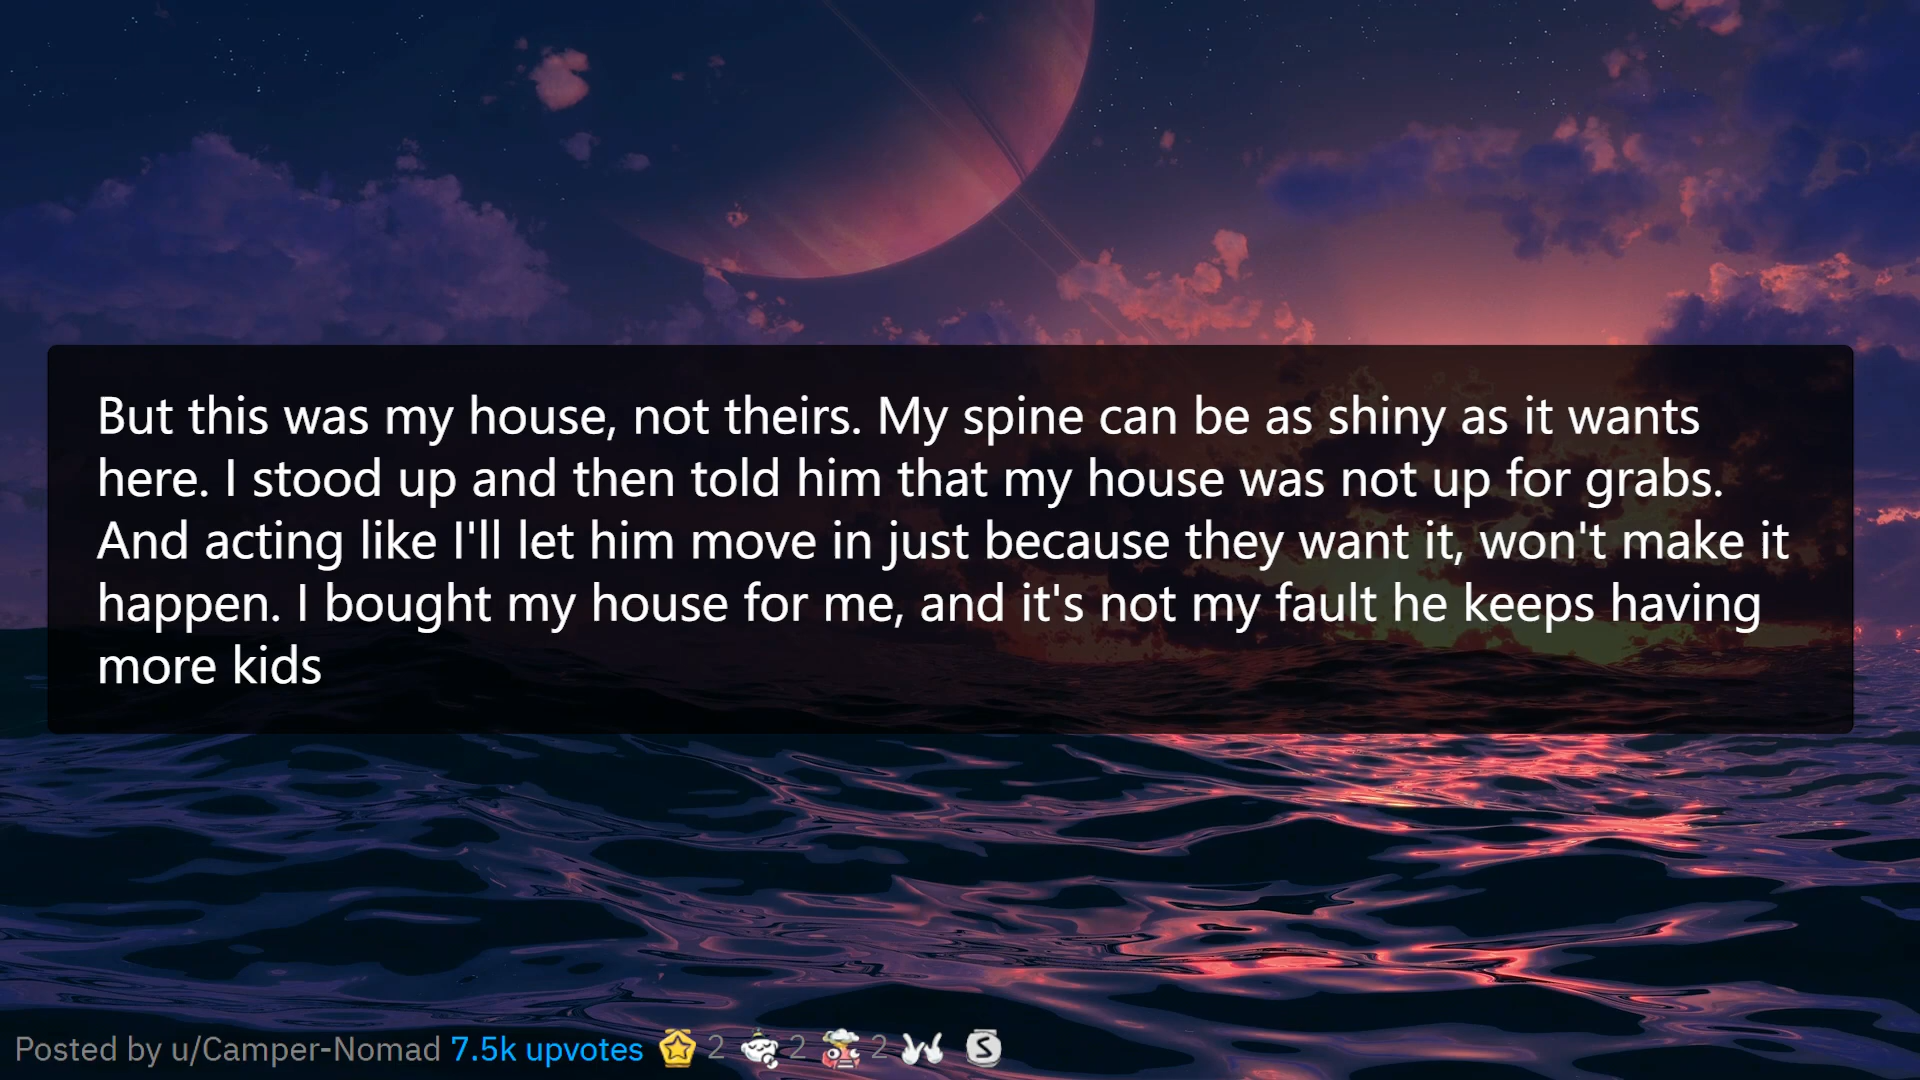 But this was my house, not theirs. My spine can be as shiny as it wants
here. I stood up and then told him that my house was not up for grabs.
And acting like I'll let him move in just because they want it, won't make it
happen. I bought my house for me, and it's not my fault he keeps having
more kids
Posted by u/Camper-Nomad 7.5k upvotes 2 2 2 S